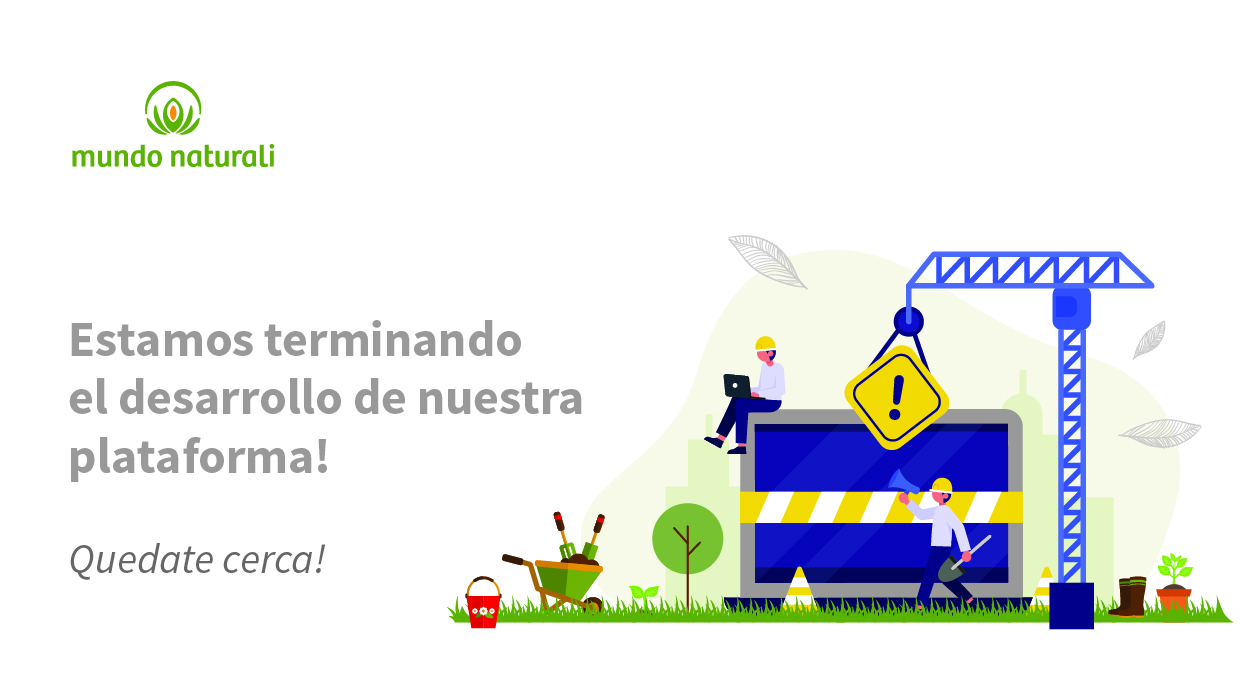 mundo naturali
Estamos terminando
el desarrollo de nuestra
plataforma!
Quedate cerca!
!